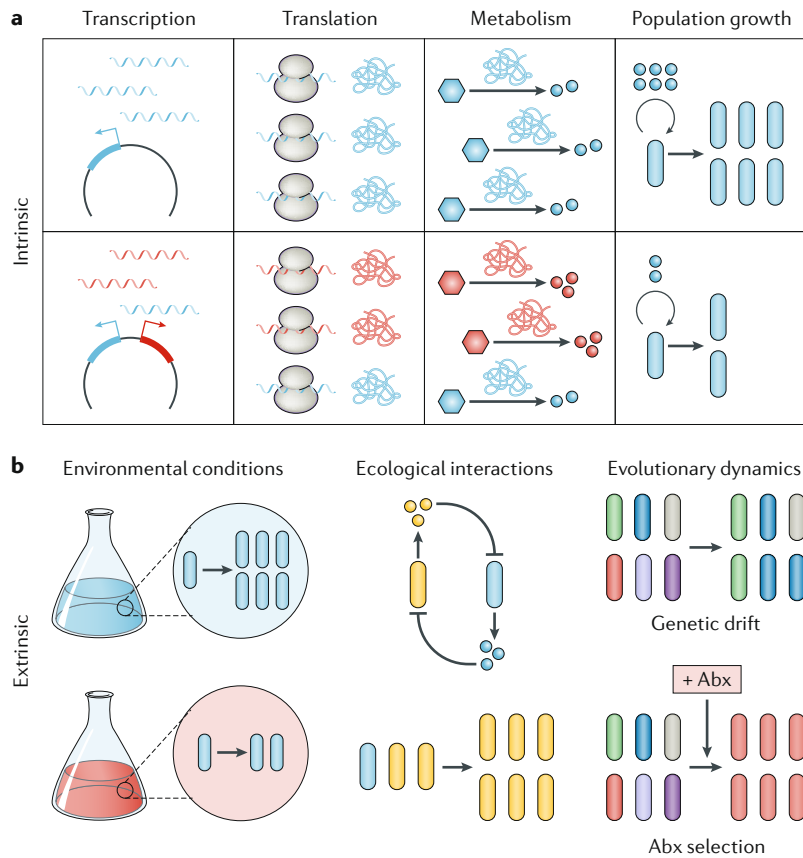 a
Transcription
Translation
Metabolism
Population growth
Intrinsic
b
Environmental conditions
Ecological interactions
Evolutionary dynamics
Extrinsic
Genetic drift
+ Abx
Abx selection